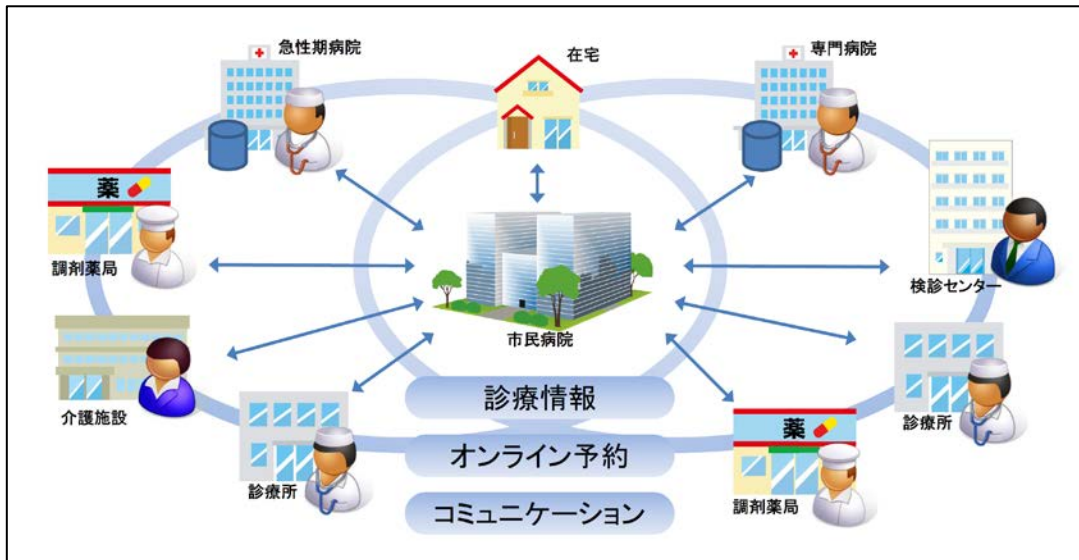 急性期病院
在宅
専門病院
薬
調剤薬局
検診センター
市民病院
介護施設
診療所
診療情報
薬
診療所
オンライン予約
調剤薬局
コミュニケーション